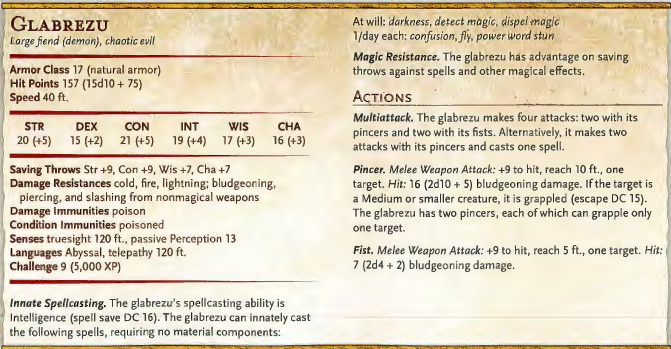 GLABREZU
Large fiend (demon), chaotic evil
Armor Class 17 (natural armor)
Hit Points 157 (15d10 + 75)
Speed 40 ft.
STR DEX CON INT WIS CHA
20 (+5) 15 (+2) 21 (+5) 19 (+4) 17 (+3) 16 (+3)
Saving Throws Str +9, Con +9, Wis +7, Cha +7
Damage Resistances cold, fire, lightning; bludgeoning,
piercing, and slashing from nonmagical weapons
Damage Immunities poison
Condition Immunities poisoned
Senses truesight 120 ft., passive Perception 13
Languages Abyssal, telepathy 120 ft.
Challenge 9 (5,000 XP)
Innate Spellcasting. The glabrezu's spellcasting ability is
Intelligence (spell save DC 16). The glabrezu can innately cast
the following spells, requiring no material components:
At will: darkness, detect magic, dispel magic
1/day each: confusion, fly, power word stun
Magic Resistance. The glabrezu has advantage on saving
throws against spells and other magical effects.
ACTIONS
Multiattack. The glabrezu makes four attacks: two with its
pincers and two with its fists. Alternatively, it makes two
attacks with its pincers and casts one spell.
Pincer. Melee Weapon Attack: +9 to hit, reach 10 ft., one
target. Hit: 16 (2d10 + 5) bludgeoning damage. If the target is
a Medium or smaller creature, it is grappled (escape DC 15).
The glabrezu has two pincers, each of which can grapple only
one target.
Fist. Melee Weapon Attack: +9 to hit, reach 5 ft., one target. Hit:
7 (2d4 + 2) bludgeoning damage.